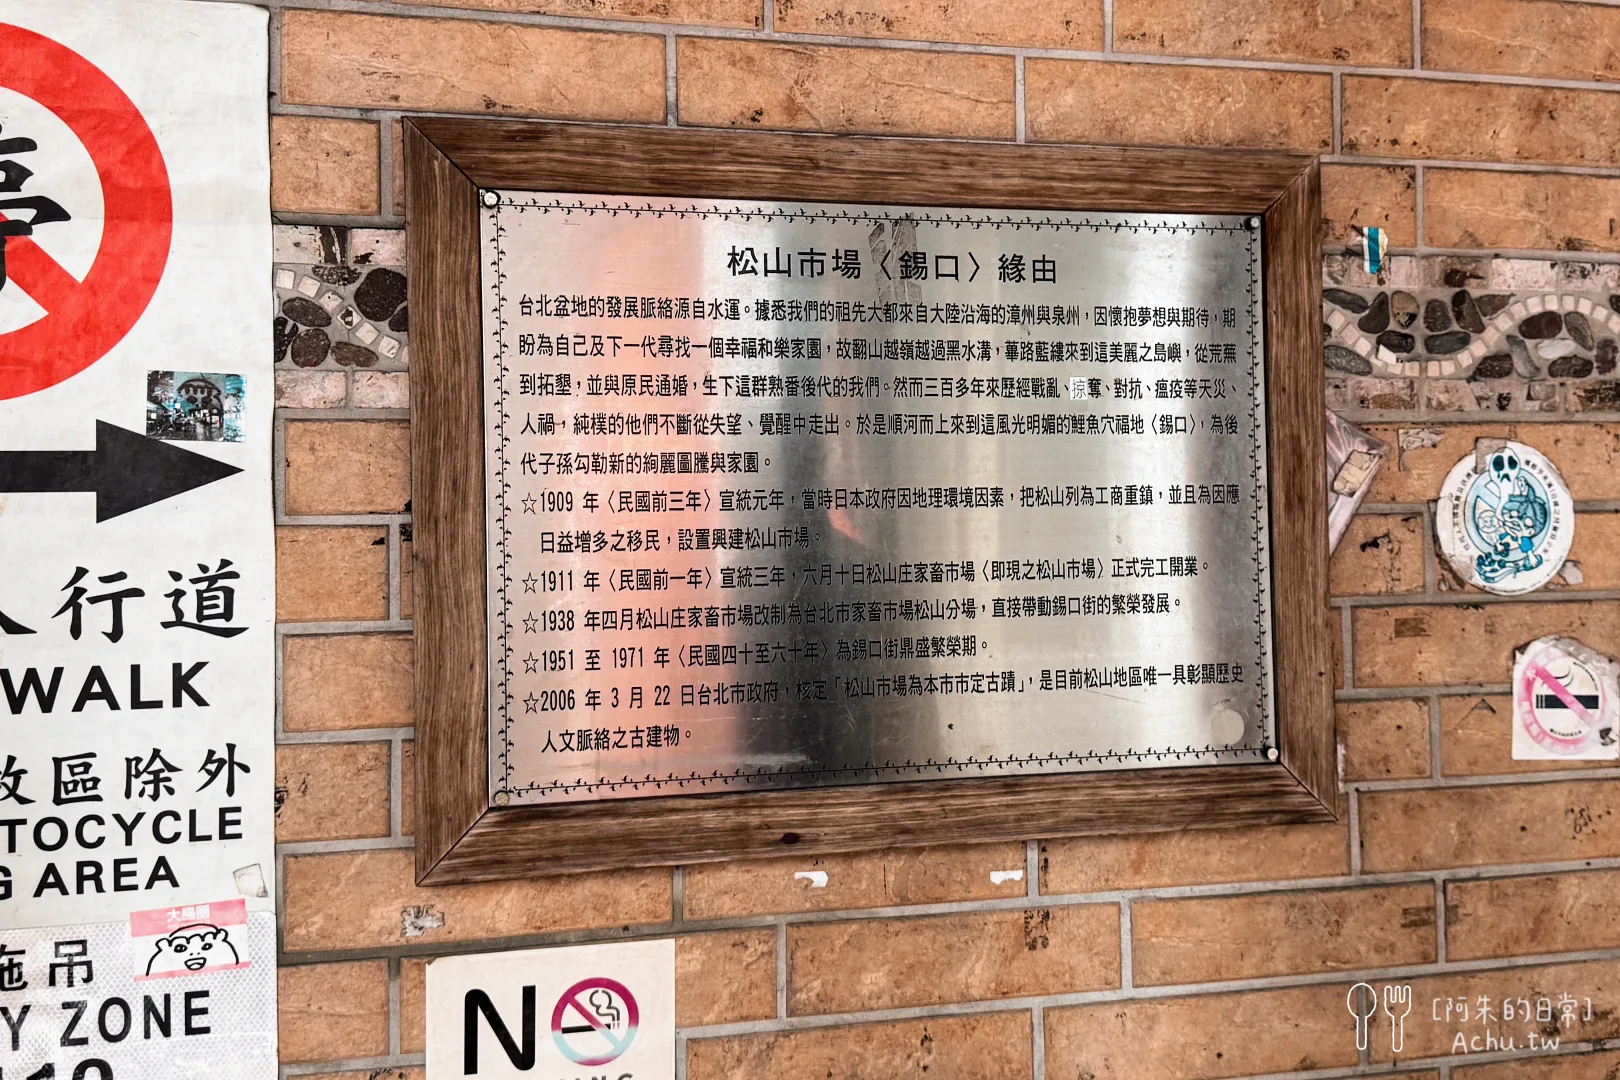 松山市場〈錫口〉緣由
台北盆地的發展脈絡源自水運。據悉我們的祖先大都來自大陸沿海的漳州與泉州，因懷抱夢想與期待，期
盼為自己及下一代尋找一個幸福和樂家園，故翻山越嶺越過黑水溝，蓽路藍縷來到這美麗之島嶼，從荒蕪
到拓墾，並與原民通婚，生下這群熟番後代的我們。然而三百多年來歷經戰亂、掠奪、對抗、瘟疫等天災、
人禍，純樸的他們不斷從失望、覺醒中走出。於是順河而上來到這風光明媚的鯉魚穴福地〈錫口〉，為後
代子孫勾勒新的絢麗圖騰與家園。
☆1909 年〈民國前三年〉宣統元年，當時日本政府因地理環境因素，把松山列為工商重鎮，並且為因應
日益增多之移民，設置興建松山市場。
☆1911 年〈民國前一年〉宣統三年，六月十日松山庄家畜市場〈即現之松山市場〉正式完工開業。
☆1938 年四月松山庄家畜市場改制為台北市家畜市場松山分場，直接帶動錫口街的繁榮發展。
☆1951 至 1971 年〈民國四十至六十年〉為錫口街鼎盛繁榮期。
☆2006 年 3 月 22 日台北市政府，核定「松山市場為本市市定古蹟」，是目前松山地區唯一具彰顯歷史
人文脈絡之古建物。
停
人行道
WALK
區除外
TOCYCLE
G AREA
大腸圈
拖吊
Y ZONE
NO
[阿朱的日常]
Achu.tw